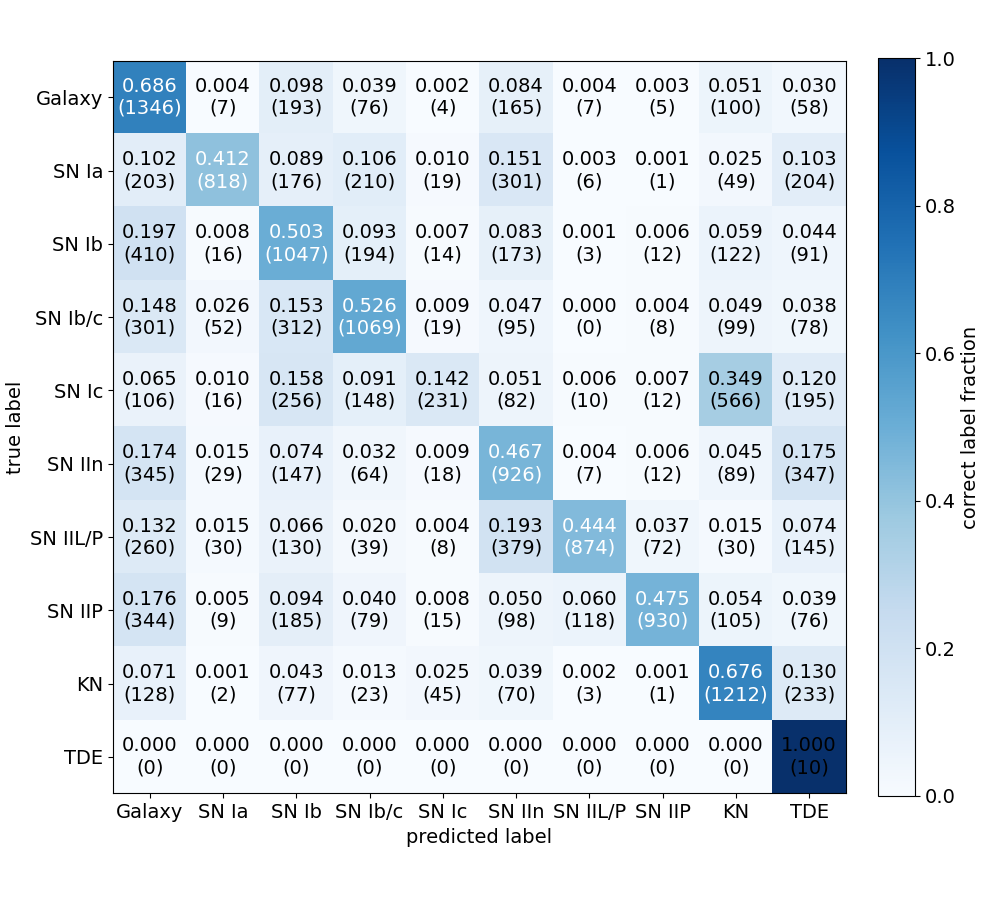 0.686 0.004 0.098 0.039 0.002 0.084 0.004 0.003 0.051 0.030
Galaxy
(1346) (7) (193) (76) (4) (165) (7) (5) (100) (58)
0.102 0.412 0.089 0.106 0.010 0.151 0.003 0.001 0.025 0.103
SN Ia
(203) (818) (176) (210) (19) (301) (6) (1) (49) (204)
0.197 0.008 0.503 0.093 0.007 0.083 0.001 0.006 0.059 0.044
SN Ib
(410) (16) (1047) (194) (14) (173) (3) (12) (122) (91)
0.148 0.026 0.153 0.526 0.009 0.047 0.000 0.004 0.049 0.038
SN Ib/c
(301) (52) (312) (1069) (19) (95) (0) (8) (99) (78)
0.065 0.010 0.158 0.091 0.142 0.051 0.006 0.007 0.349 0.120
SN Ic
(106) (16) (256) (148) (231) (82) (10) (12) (566) (195)
0.174 0.015 0.074 0.032 0.009 0.467 0.004 0.006 0.045 0.175
SN IIn
(345) (29) (147) (64) (18) (926) (7) (12) (89) (347)
0.132 0.015 0.066 0.020 0.004 0.193 0.444 0.037 0.015 0.074
SN IIL/P
(260) (30) (130) (39) (8) (379) (874) (72) (30) (145)
0.176 0.005 0.094 0.040 0.008 0.050 0.060 0.475 0.054 0.039
SN IIP
(344) (9) (185) (79) (15) (98) (118) (930) (105) (76)
0.071 0.001 0.043 0.013 0.025 0.039 0.002 0.001 0.676 0.130
KN
(128) (2) (77) (23) (45) (70) (3) (1) (1212) (233)
0.000 0.000 0.000 0.000 0.000 0.000 0.000 0.000 0.000 1.000
TDE
(0) (0) (0) (0) (0) (0) (0) (0) (0) (10)
Galaxy SN Ia SN Ib SN Ib/c SN Ic SN IIn SN IIL/P SN IIP KN TDE
predicted label
true label
1.0
0.8
0.6
0.4
0.2
0.0
correct label fraction